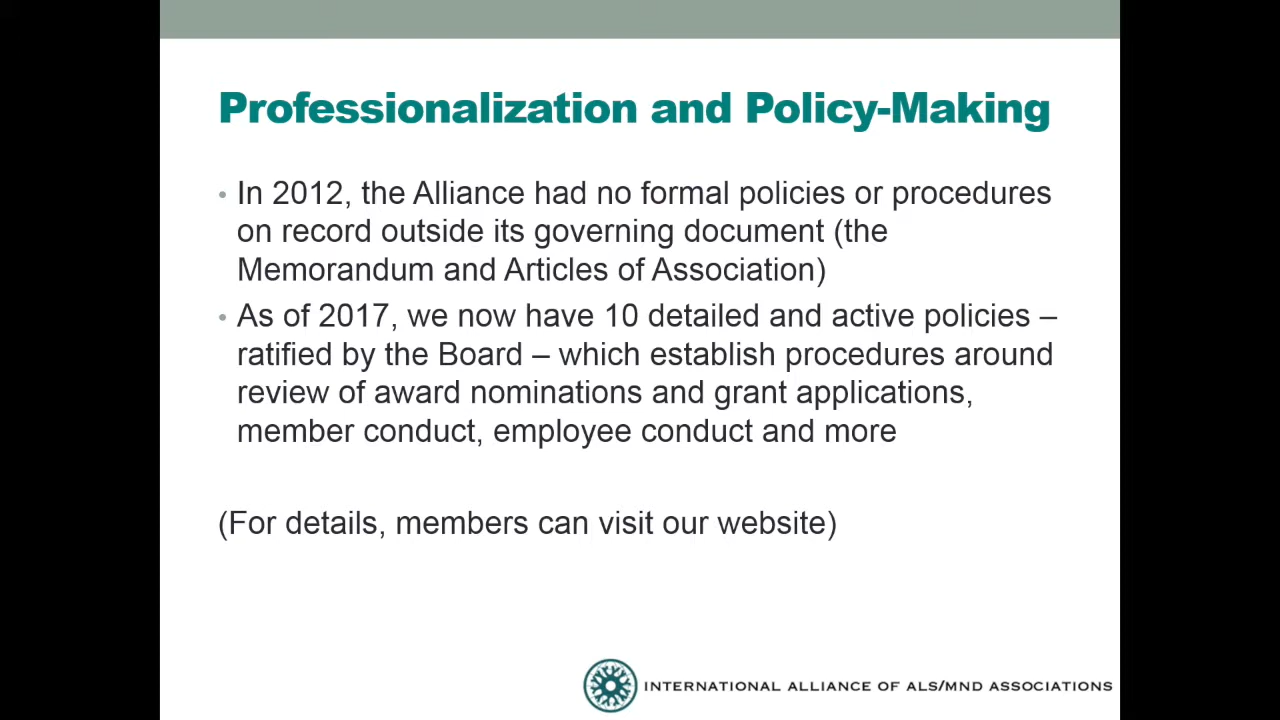 Professionalization and Policy-Making
• In 2012, the Alliance had no formal policies or procedures
on record outside its governing document (the
Memorandum and Articles of Association)
• As of 2017, we now have 10 detailed and active policies –
ratified by the Board – which establish procedures around
review of award nominations and grant applications,
member conduct, employee conduct and more
(For details, members can visit our website)
INTERNATIONAL ALLIANCE OF ALS/MND ASSOCIATIONS